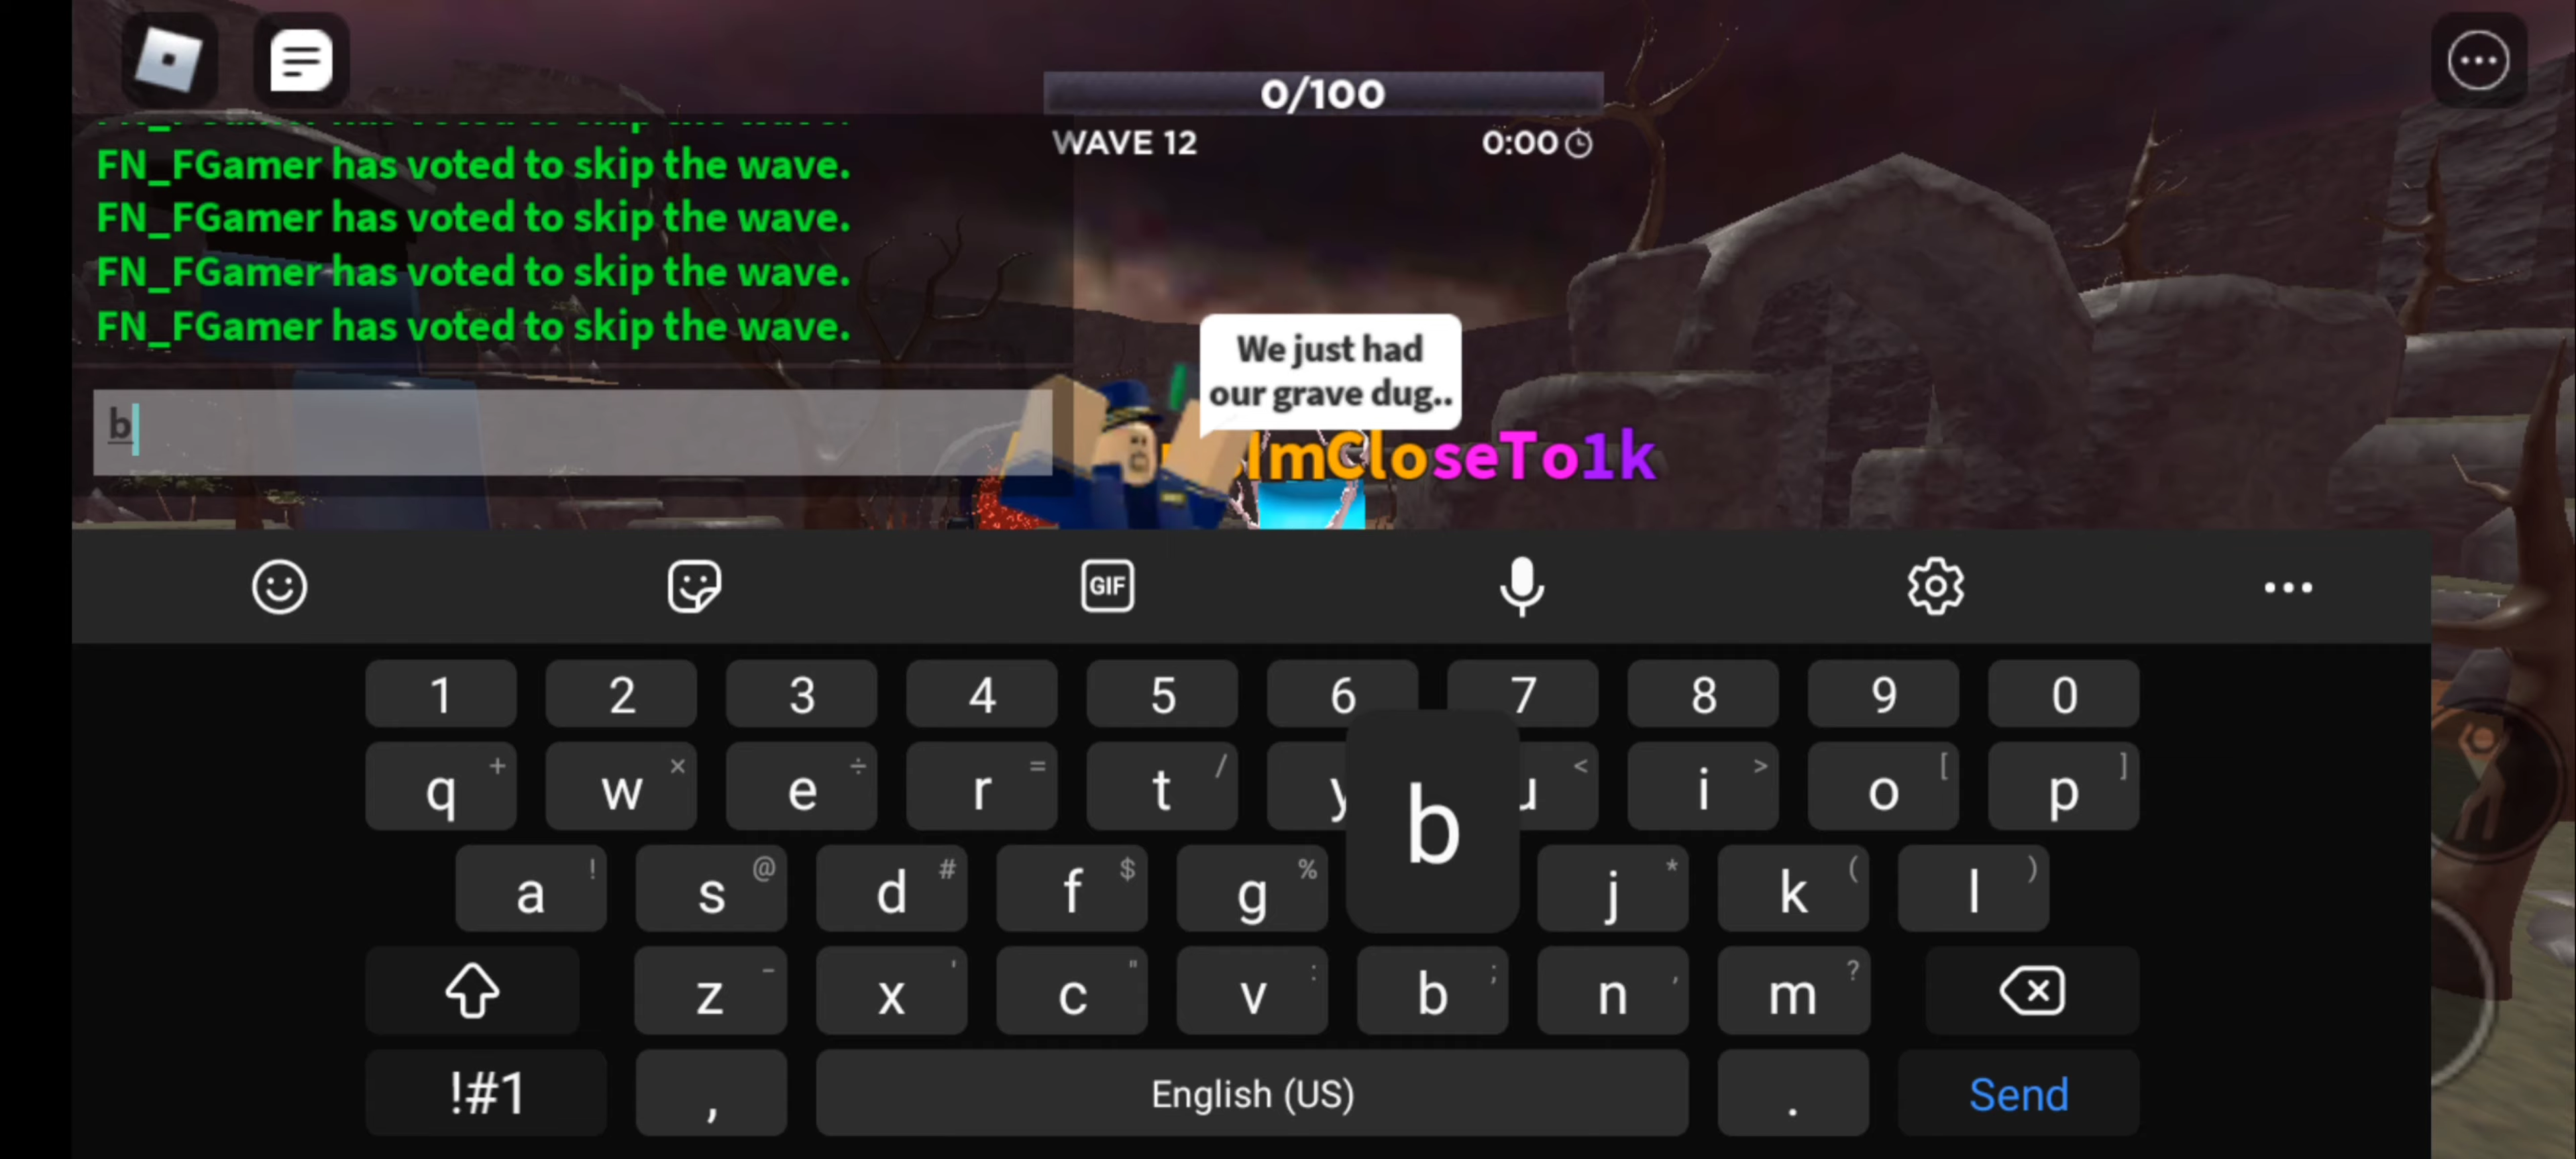 0/100
WAVE 12
0:00
FN_FGamer has voted to skip the wave.
FN_FGamer has voted to skip the wave.
FN_FGamer has voted to skip the wave.
FN_FGamer has voted to skip the wave.
b
We just had
our grave dug..
ImCloseTo1k
GIF
1 2 3 4 5 6 7 8 9 0
q + w × e ÷ r = t / y u < i > o [ p ]
b
a ! s @ d # f $ g % j * k ( l )
z - x ' c " v : b ; n , m ?
!#1 , English (US) . Send